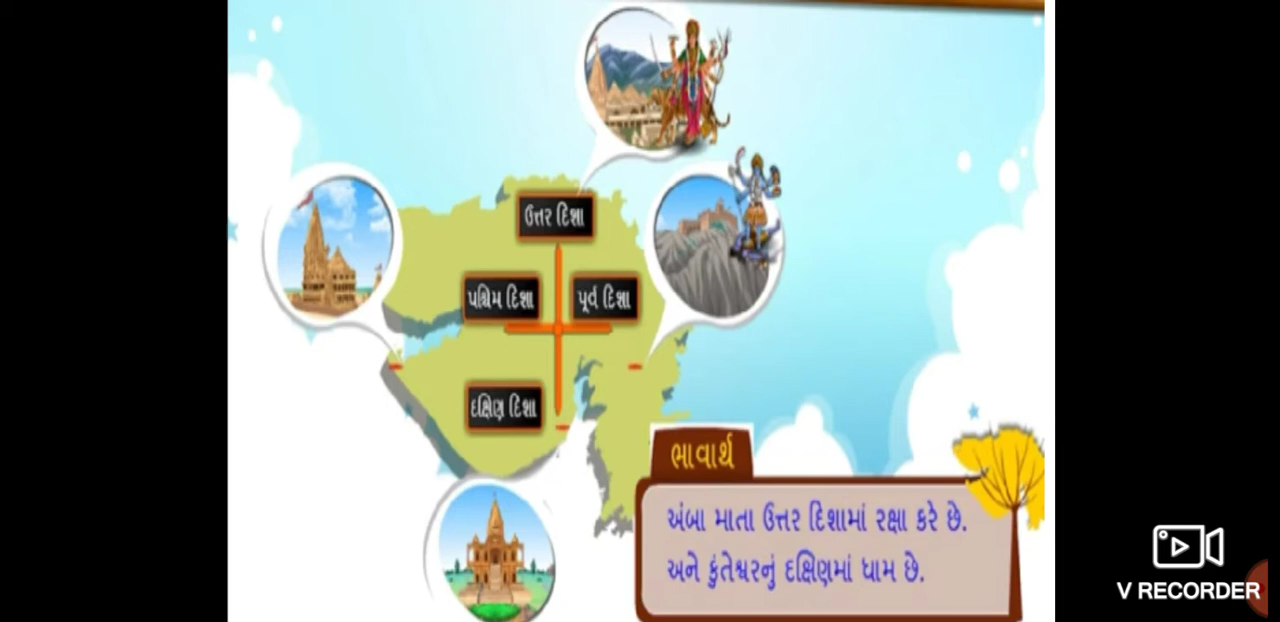 ઉત્તર દિશા
પશ્ચિમ દિશા
પૂર્વ દિશા
દક્ષિણ દિશા
ભાવાર્થ
અંબા માતા ઉત્તર દિશામાં રક્ષા કરે છે.
અને કુંતેશ્વરનું દક્ષિણમાં ધામ છે.
V RECORDER